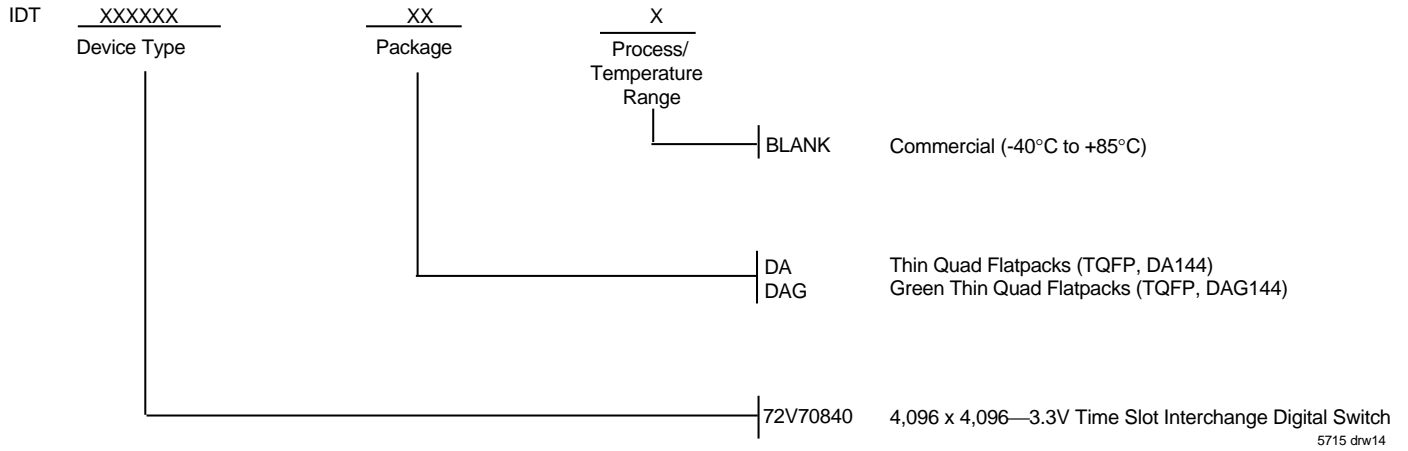 IDT XXXXXX XX X
Device Type Package Process/
Temperature
Range
BLANK Commercial (-40°C to +85°C)
DA Thin Quad Flatpacks (TQFP, DA144)
DAG Green Thin Quad Flatpacks (TQFP, DAG144)
72V70840 4,096 x 4,096—3.3V Time Slot Interchange Digital Switch
5715 drw14